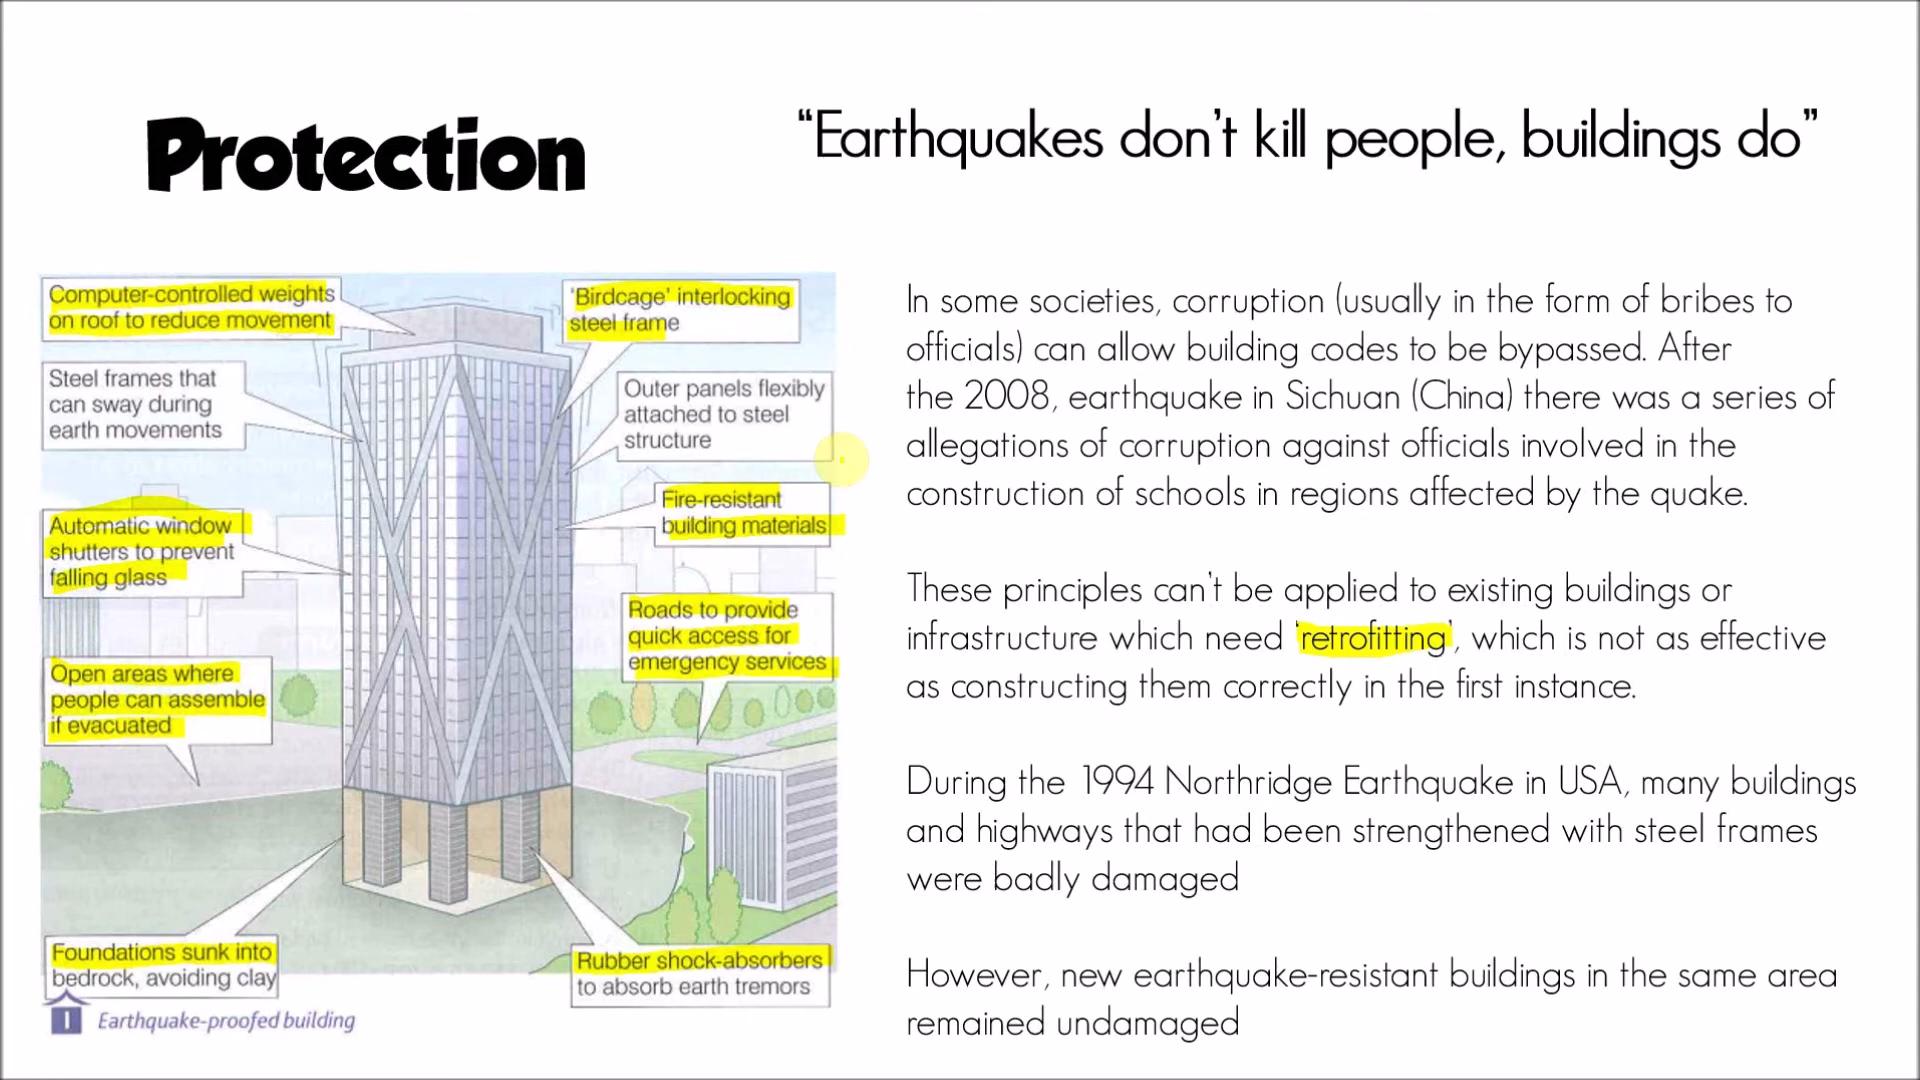 Protection
“Earthquakes don’t kill people, buildings do”
Computer-controlled weights
on roof to reduce movement
Steel frames that
can sway during
earth movements
Automatic window
shutters to prevent
falling glass
Open areas where
people can assemble
if evacuated
Foundations sunk into
bedrock, avoiding clay
‘Birdcage’ interlocking
steel frame
Outer panels flexibly
attached to steel
structure
Fire-resistant
building materials
Roads to provide
quick access for
emergency services
Rubber shock-absorbers
to absorb earth tremors
1 Earthquake-proofed building
In some societies, corruption (usually in the form of bribes to
officials) can allow building codes to be bypassed. After
the 2008, earthquake in Sichuan (China) there was a series of
allegations of corruption against officials involved in the
construction of schools in regions affected by the quake.
These principles can’t be applied to existing buildings or
infrastructure which need ‘retrofitting’, which is not as effective
as constructing them correctly in the first instance.
During the 1994 Northridge Earthquake in USA, many buildings
and highways that had been strengthened with steel frames
were badly damaged
However, new earthquake-resistant buildings in the same area
remained undamaged